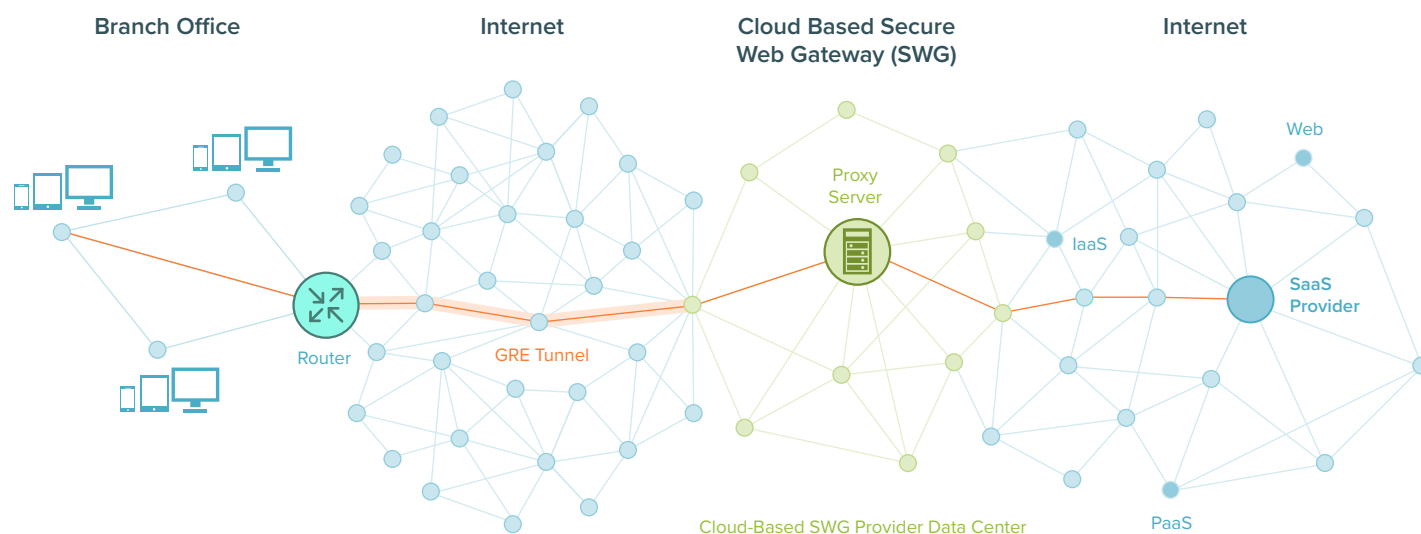 Branch Office
Internet
Cloud Based Secure
Web Gateway (SWG)
Internet
Web
Proxy
Server
IaaS
SaaS
Provider
Router
GRE Tunnel
Cloud-Based SWG Provider Data Center
PaaS